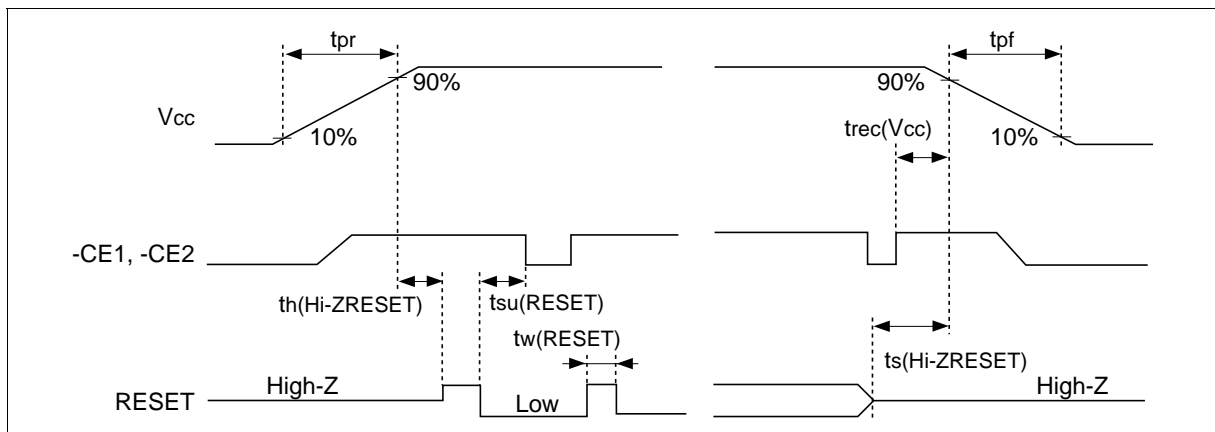 tpr
tpf
Vcc
90%
10%
90%
10%
trec(Vcc)
-CE1, -CE2
th(Hi-ZRESET)
tsu(RESET)
tw(RESET)
ts(Hi-ZRESET)
RESET
High-Z
Low
High-Z